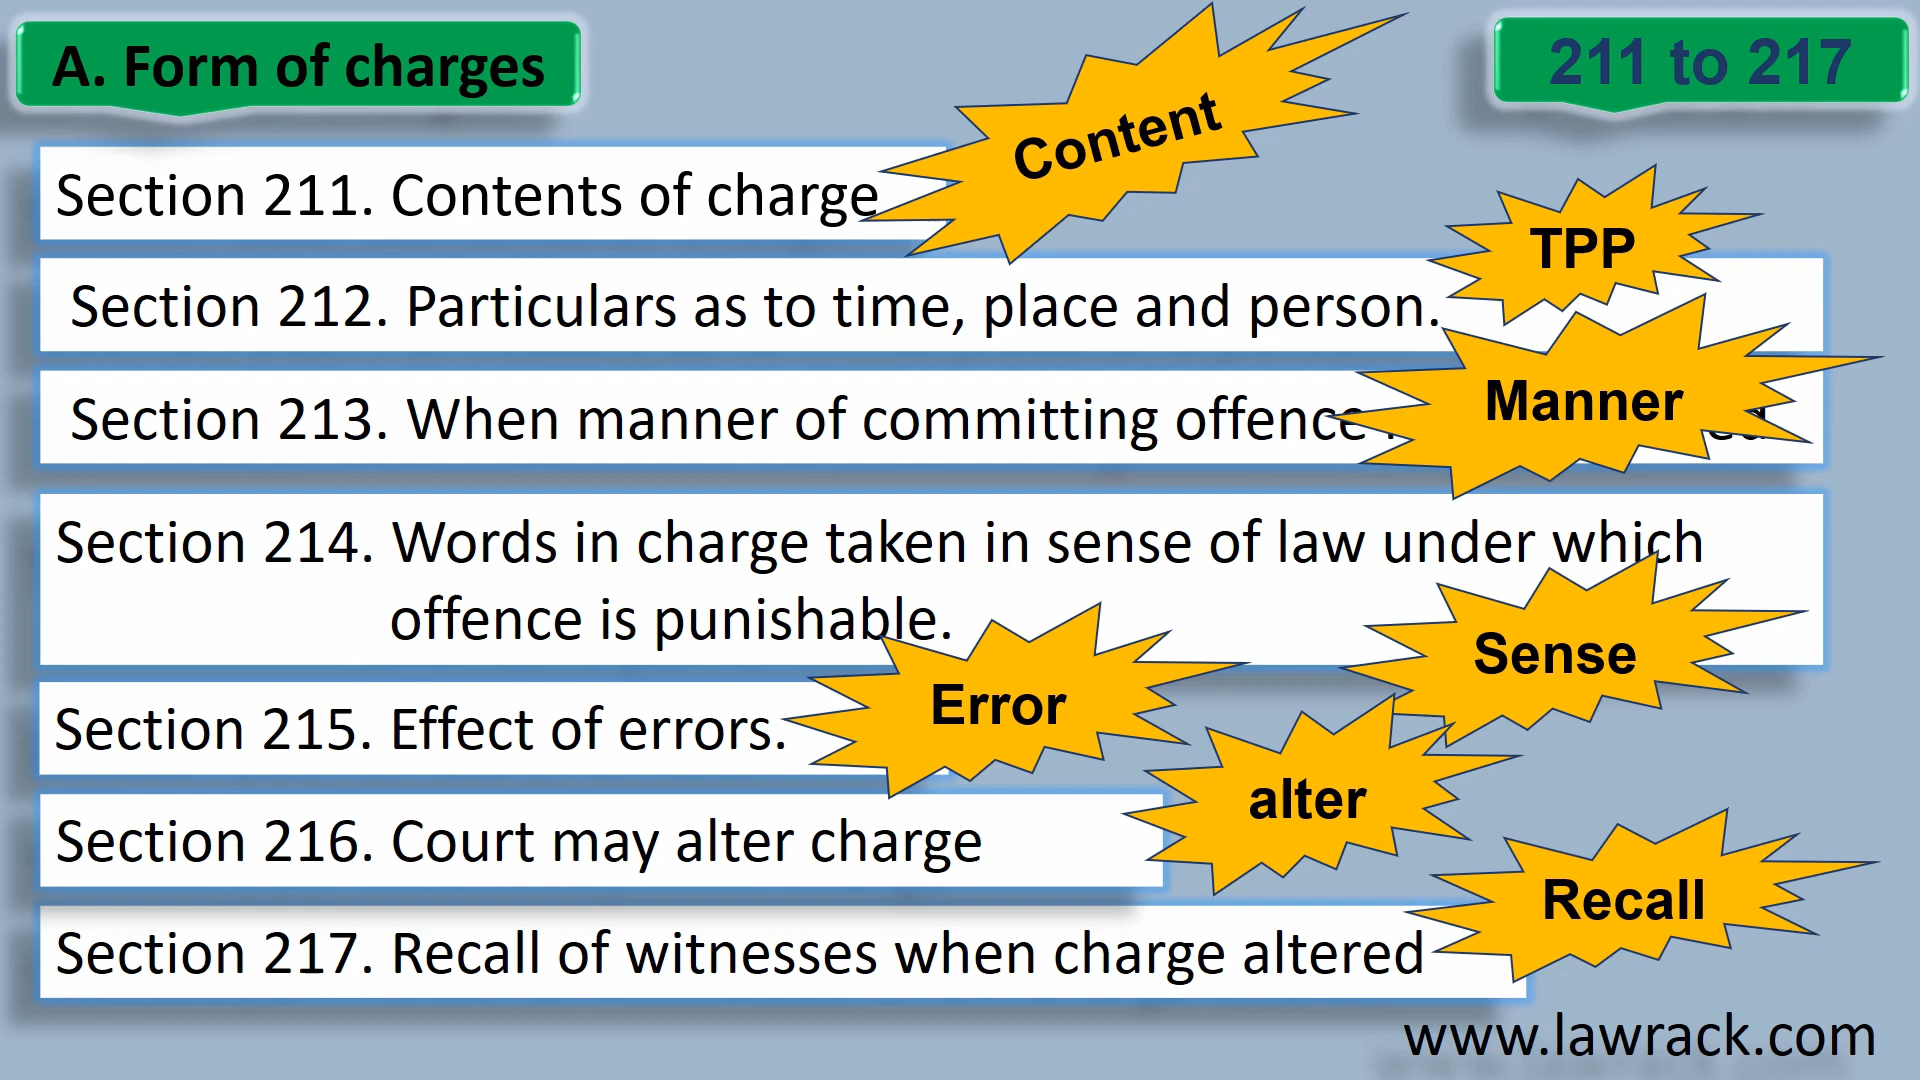 A. Form of charges
211 to 217
Content
Section 211. Contents of charge
TPP
Section 212. Particulars as to time, place and person.
Manner
Section 213. When manner of committing offence
Section 214. Words in charge taken in sense of law under which
offence is punishable.
Sense
Error
Section 215. Effect of errors.
alter
Section 216. Court may alter charge
Recall
Section 217. Recall of witnesses when charge altered
www.lawrack.com